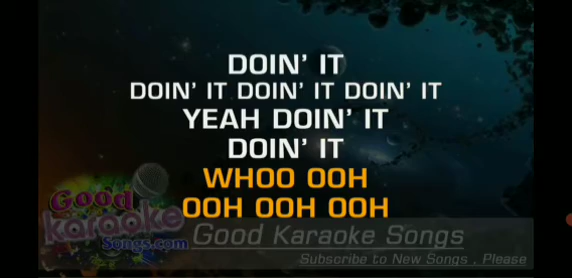 DOIN' IT
DOIN' IT DOIN' IT DOIN' IT
YEAH DOIN' IT
DOIN' IT
WHOO OOH
OOH OOH OOH
Good
karaoke
Songs.com
Good Karaoke Songs
Subscribe to New Songs . Please